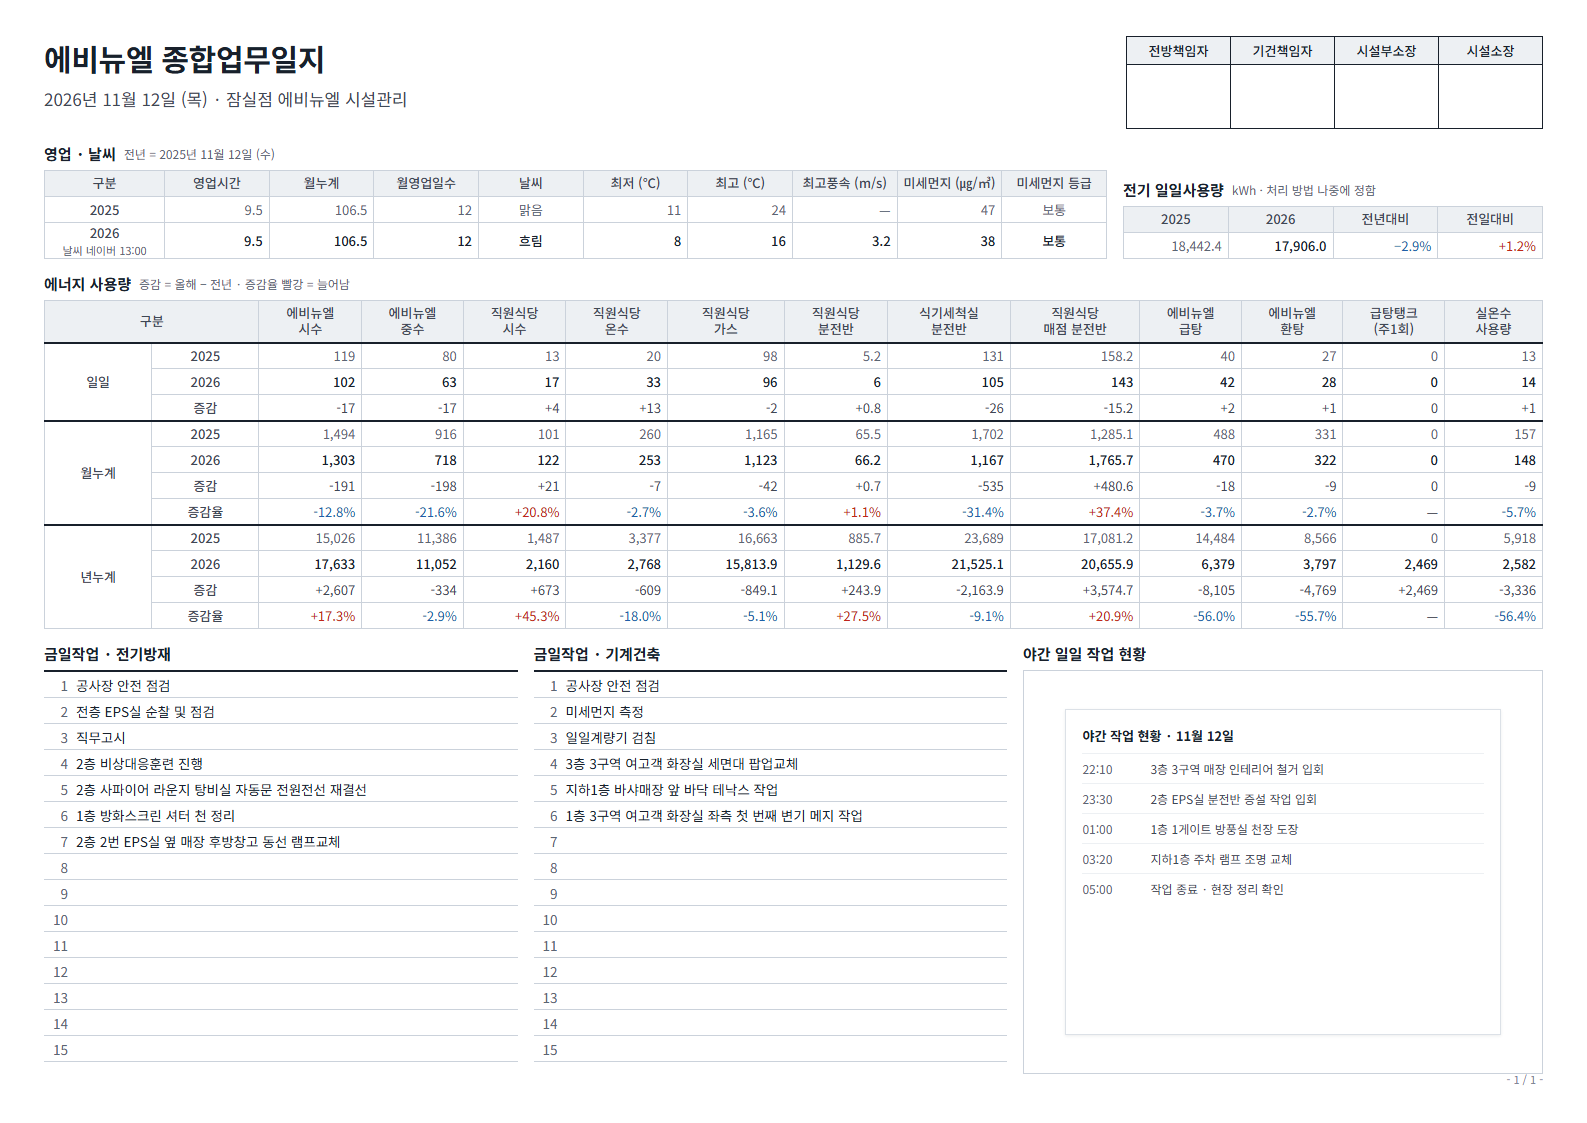 에비뉴엘 종합업무일지
2026년 11월 12일 (목) · 잠실점 에비뉴엘 시설관리
전방책임자 기건책임자 시설부소장 시설소장
영업 · 날씨 전년 = 2025년 11월 12일 (수)
구분 영업시간 월누계 월영업일수 날씨 최저 (℃) 최고 (℃) 최고풍속 (m/s) 미세먼지 (㎍/㎥) 미세먼지 등급
2025 9.5 106.5 12 맑음 11 24 — 47 보통
2026 9.5 106.5 12 흐림 8 16 3.2 38 보통
날씨 네이버 13:00
전기 일일사용량 kWh · 처리 방법 나중에 정함
2025 2026 전년대비 전일대비
18,442.4 17,906.0 −2.9% +1.2%
에너지 사용량 증감 = 올해 − 전년 · 증감율 빨강 = 늘어남
구분 에비뉴엘 시수 에비뉴엘 중수 직원식당 시수 직원식당 온수 직원식당 가스 직원식당 분전반 식기세척실 분전반 직원식당 매점 분전반 에비뉴엘 급탕 에비뉴엘 환탕 급탕탱크 (주1회) 실온수 사용량
일일
2025 119 80 13 20 98 5.2 131 158.2 40 27 0 13
2026 102 63 17 33 96 6 105 143 42 28 0 14
증감 -17 -17 +4 +13 -2 +0.8 -26 -15.2 +2 +1 0 +1
월누계
2025 1,494 916 101 260 1,165 65.5 1,702 1,285.1 488 331 0 157
2026 1,303 718 122 253 1,123 66.2 1,167 1,765.7 470 322 0 148
증감 -191 -198 +21 -7 -42 +0.7 -535 +480.6 -18 -9 0 -9
증감율 -12.8% -21.6% +20.8% -2.7% -3.6% +1.1% -31.4% +37.4% -3.7% -2.7% — -5.7%
년누계
2025 15,026 11,386 1,487 3,377 16,663 885.7 23,689 17,081.2 14,484 8,566 0 5,918
2026 17,633 11,052 2,160 2,768 15,813.9 1,129.6 21,525.1 20,655.9 6,379 3,797 2,469 2,582
증감 +2,607 -334 +673 -609 -849.1 +243.9 -2,163.9 +3,574.7 -8,105 -4,769 +2,469 -3,336
증감율 +17.3% -2.9% +45.3% -18.0% -5.1% +27.5% -9.1% +20.9% -56.0% -55.7% — -56.4%
금일작업 · 전기방재
1 공사장 안전 점검
2 전층 EPS실 순찰 및 점검
3 직무고시
4 2층 비상대응훈련 진행
5 2층 사파이어 라운지 탕비실 자동문 전원전선 재결선
6 1층 방화스크린 셔터 천 정리
7 2층 2번 EPS실 옆 매장 후방창고 동선 램프교체
8
9
10
11
12
13
14
15
금일작업 · 기계건축
1 공사장 안전 점검
2 미세먼지 측정
3 일일계량기 검침
4 3층 3구역 여고객 화장실 세면대 팝업교체
5 지하1층 바샤매장 앞 바닥 테낙스 작업
6 1층 3구역 여고객 화장실 좌측 첫 번째 변기 메지 작업
7
8
9
10
11
12
13
14
15
야간 일일 작업 현황
야간 작업 현황 · 11월 12일
22:10 3층 3구역 매장 인테리어 철거 입회
23:30 2층 EPS실 분전반 증설 작업 입회
01:00 1층 1게이트 방풍실 천장 도장
03:20 지하1층 주차 램프 조명 교체
05:00 작업 종료 · 현장 정리 확인
- 1 / 1 -